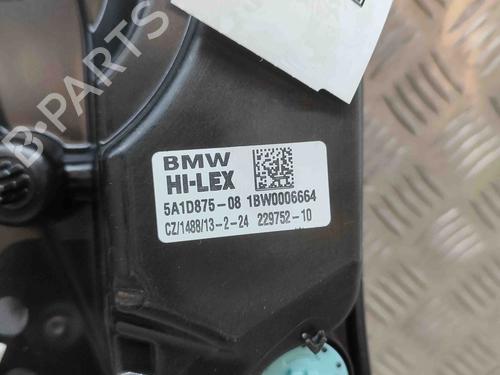 B-PARTS
BMW
HI-LEX
5A1D875-08 1BW0006664
CZ/1488/13-2-24 229752-10